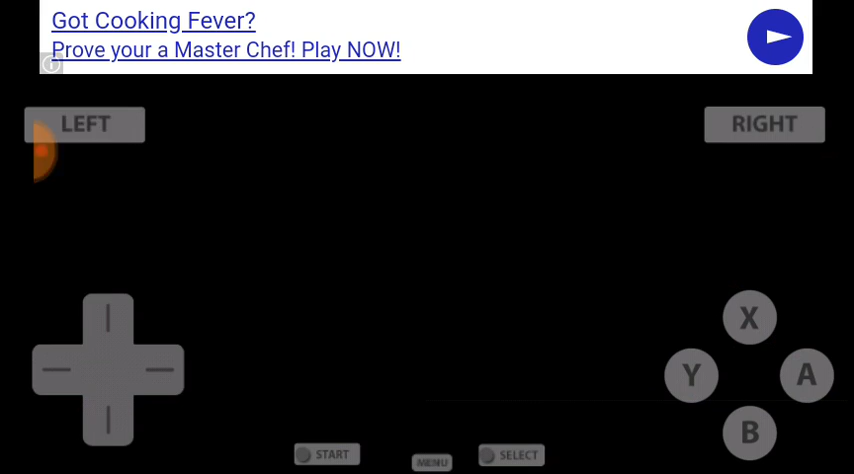 Got Cooking Fever?
Prove your a Master Chef! Play NOW!
LEFT
RIGHT
X
Y
A
B
START
MENU
SELECT